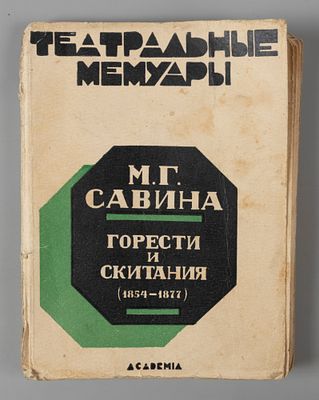 ТЕАТРАЛЬНЫЕ
МЕМУАРЫ
М.Г.
САВИНА
ГОРЕСТИ
И
СКИТАНИЯ
(1854–1877)
ACADEMIA